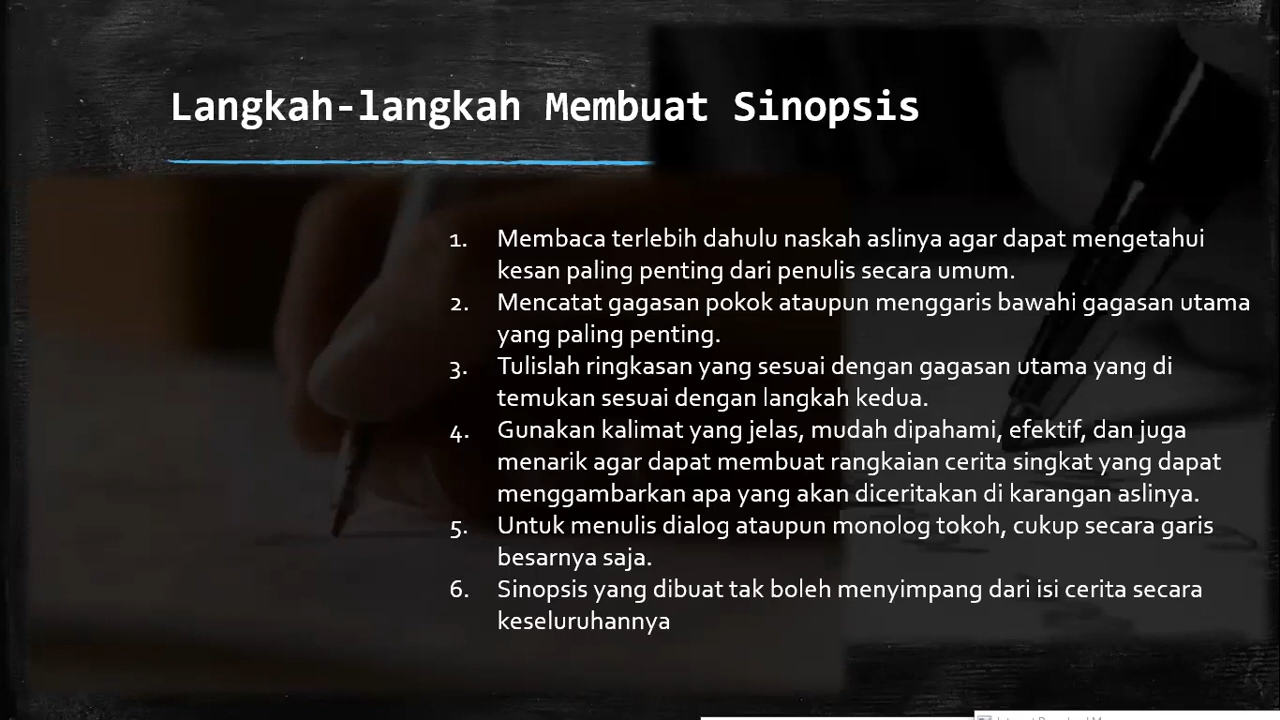 Langkah-langkah Membuat Sinopsis
1. Membaca terlebih dahulu naskah aslinya agar dapat mengetahui
kesan paling penting dari penulis secara umum.
2. Mencatat gagasan pokok ataupun menggaris bawahi gagasan utama
yang paling penting.
3. Tulislah ringkasan yang sesuai dengan gagasan utama yang di
temukan sesuai dengan langkah kedua.
4. Gunakan kalimat yang jelas, mudah dipahami, efektif, dan juga
menarik agar dapat membuat rangkaian cerita singkat yang dapat
menggambarkan apa yang akan diceritakan di karangan aslinya.
5. Untuk menulis dialog ataupun monolog tokoh, cukup secara garis
besarnya saja.
6. Sinopsis yang dibuat tak boleh menyimpang dari isi cerita secara
keseluruhannya